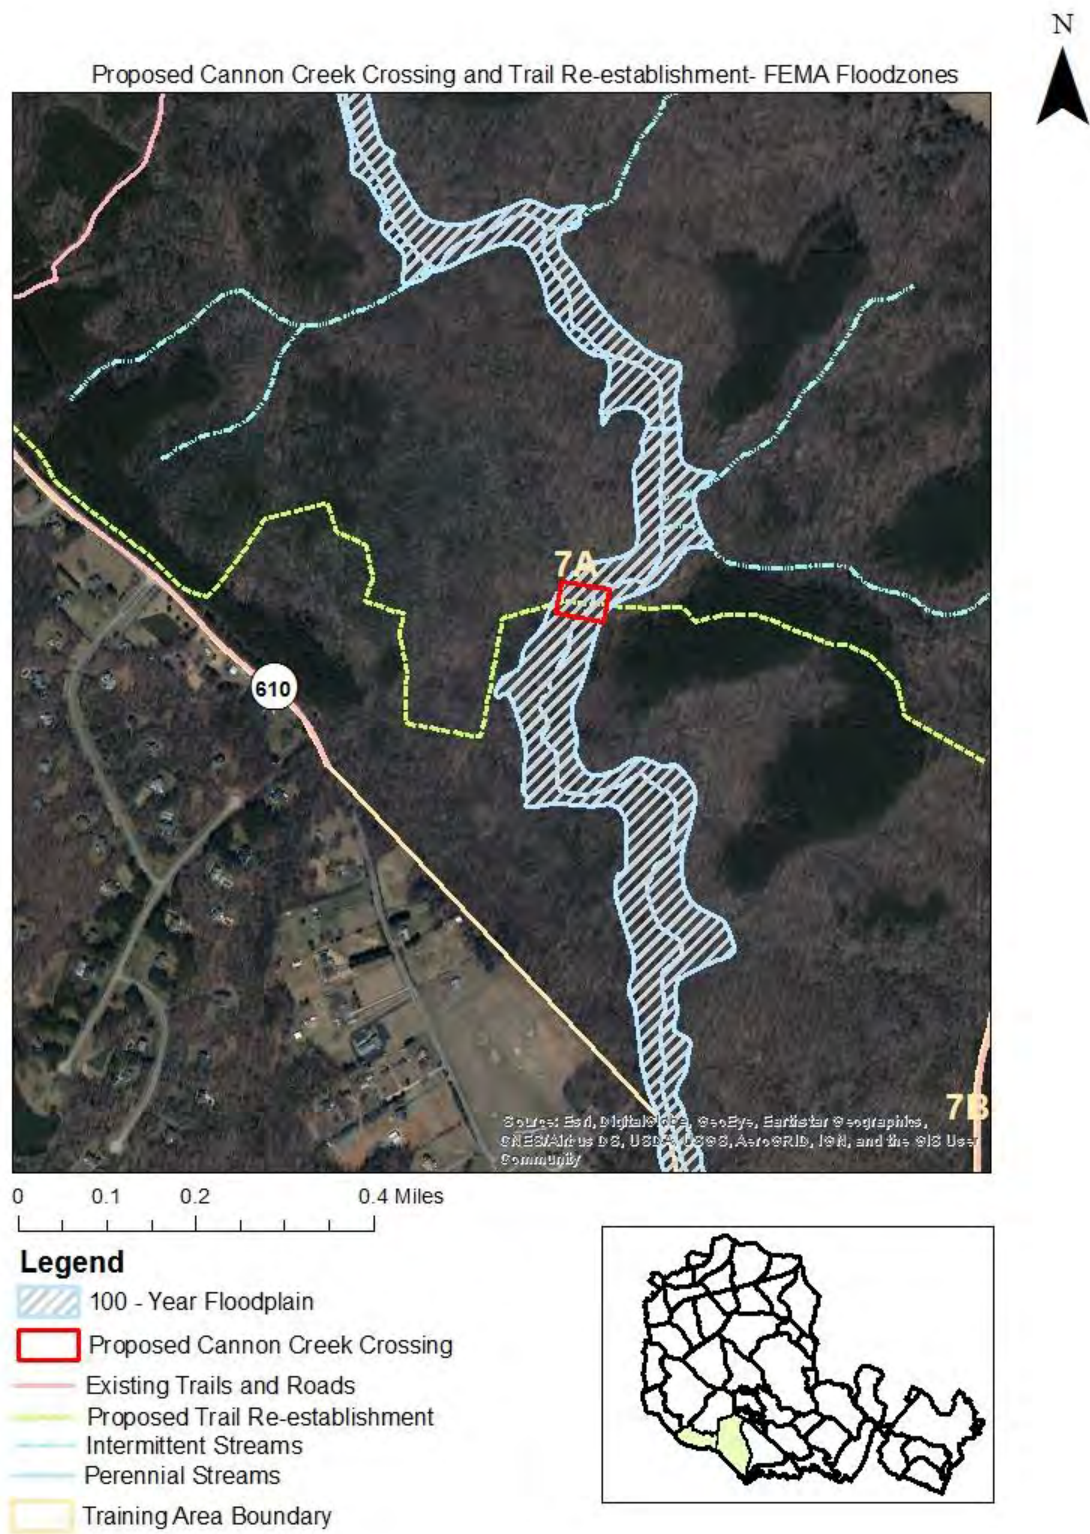 N
Proposed Cannon Creek Crossing and Trail Re-establishment- FEMA Floodzones
7A
610
7B
Source: Esri, DigitalGlobe, GeoEye, Earthstar Geographics,
CNES/Airbus DS, USDA, USGS, AeroGRID, IGN, and the GIS User
Community
0 0.1 0.2 0.4 Miles
Legend
100 - Year Floodplain
Proposed Cannon Creek Crossing
Existing Trails and Roads
Proposed Trail Re-establishment
Intermittent Streams
Perennial Streams
Training Area Boundary